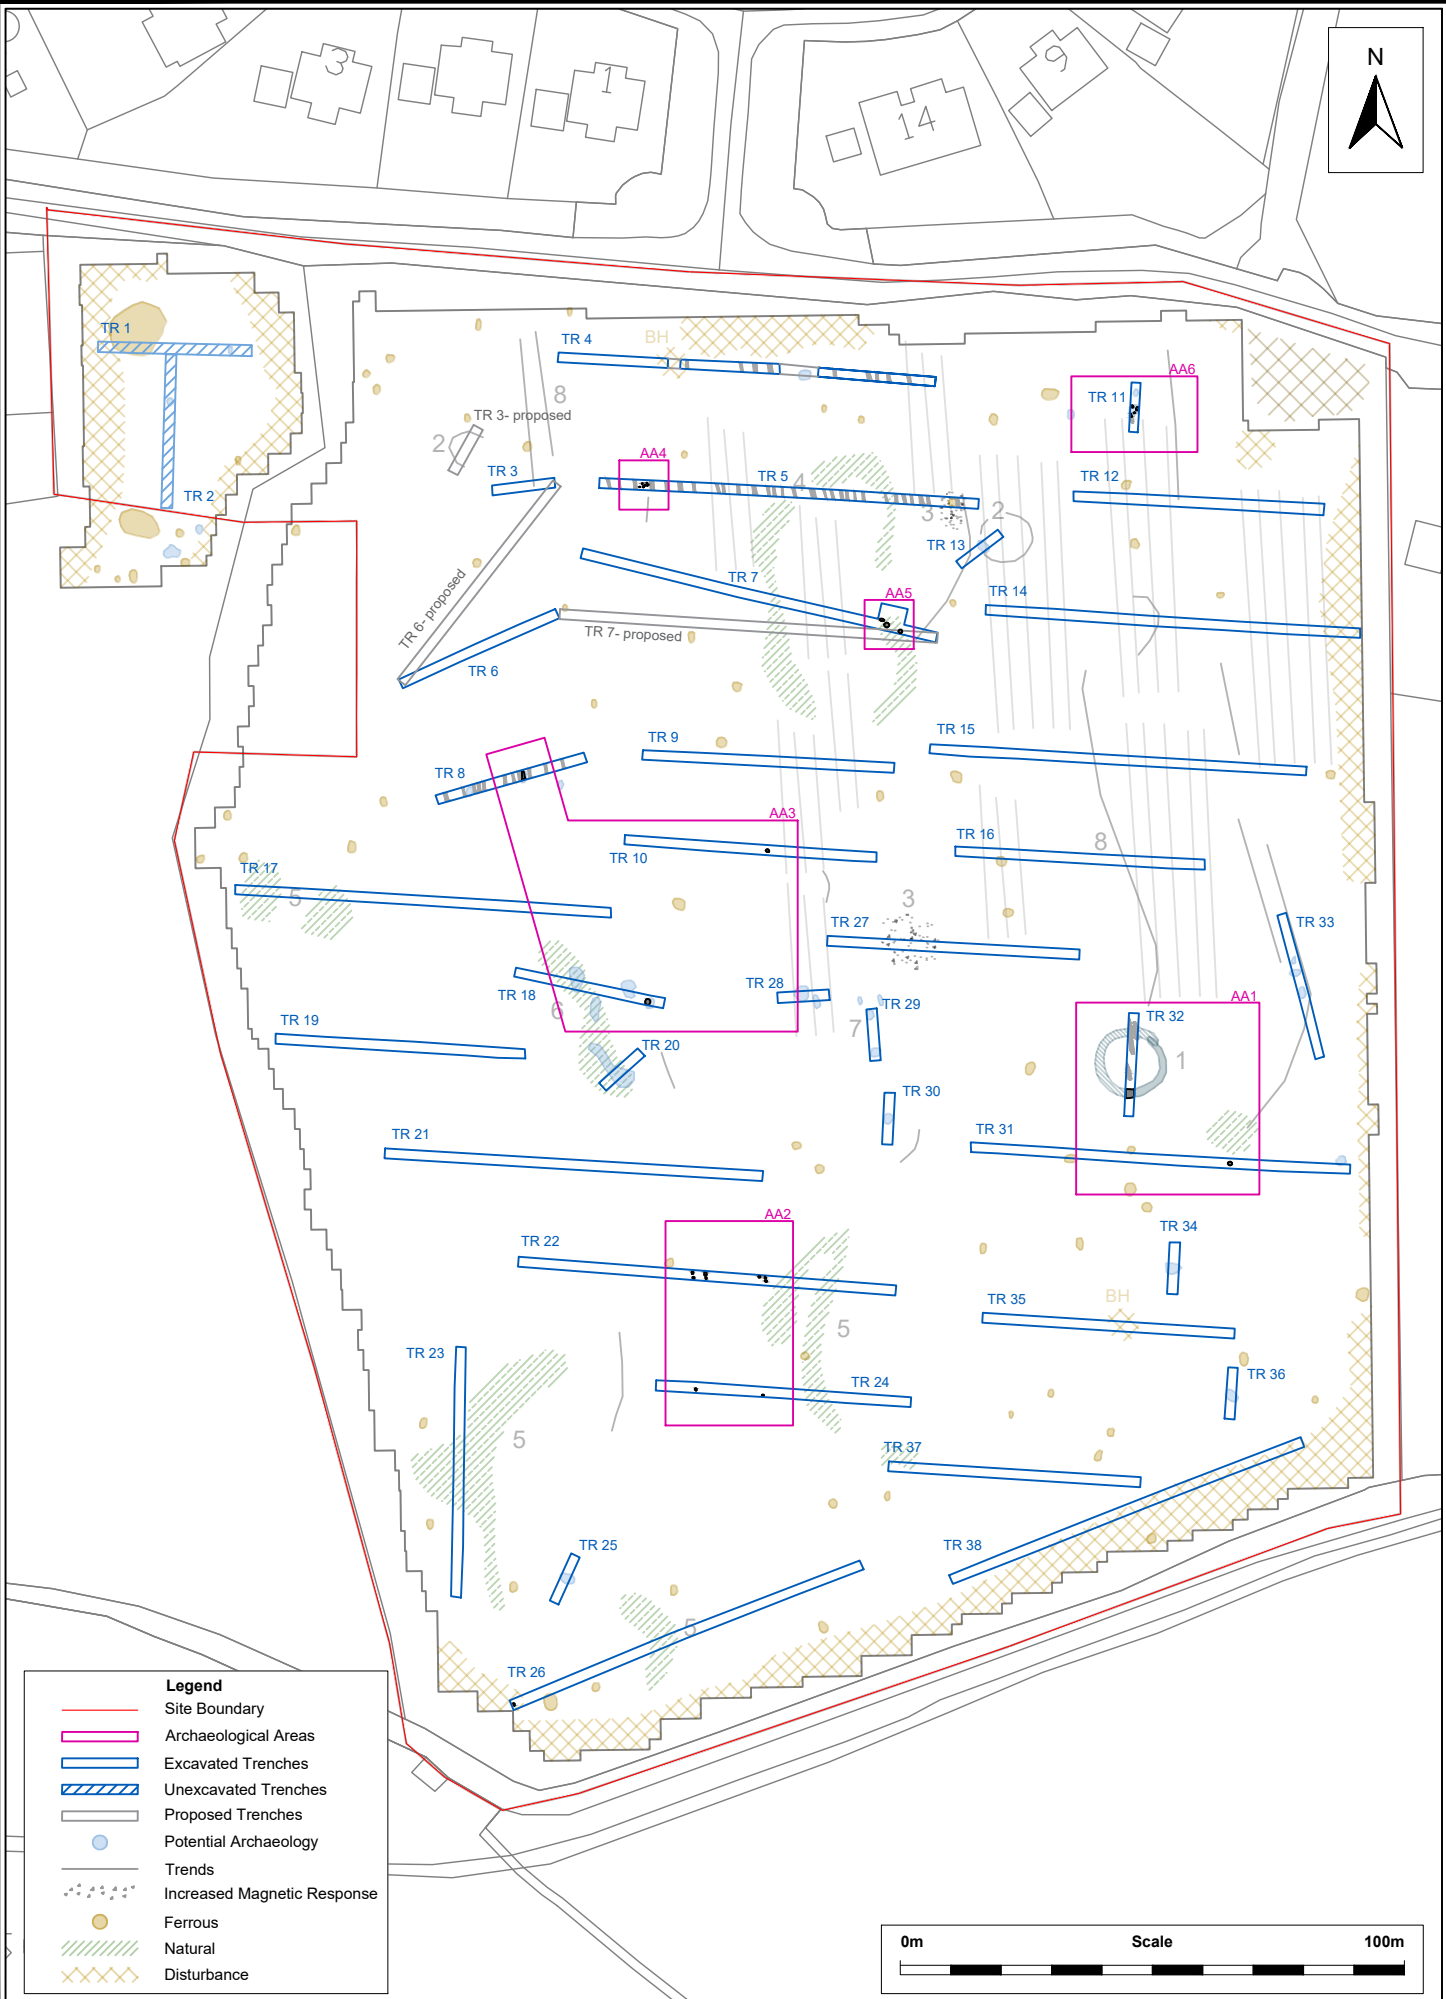 3
1
14
9
N
TR 1
TR 2
TR 4
BH
8
TR 3- proposed
2
TR 3
AA4
TR 5
4
3
2
AA6
TR 11
TR 12
TR 13
TR 7
AA5
TR 14
TR 6- proposed
TR 7- proposed
TR 6
TR 9
TR 15
TR 8
AA3
TR 10
TR 16
8
TR 17
5
3
TR 27
TR 33
TR 18
6
TR 28
TR 29
7
AA1
TR 32
1
TR 19
TR 20
TR 30
TR 21
TR 31
AA2
TR 22
TR 34
BH
TR 35
5
TR 23
TR 24
TR 36
5
TR 37
TR 25
TR 38
5
TR 26
Legend
Site Boundary
Archaeological Areas
Excavated Trenches
Unexcavated Trenches
Proposed Trenches
Potential Archaeology
Trends
Increased Magnetic Response
Ferrous
Natural
Disturbance
0m Scale 100m